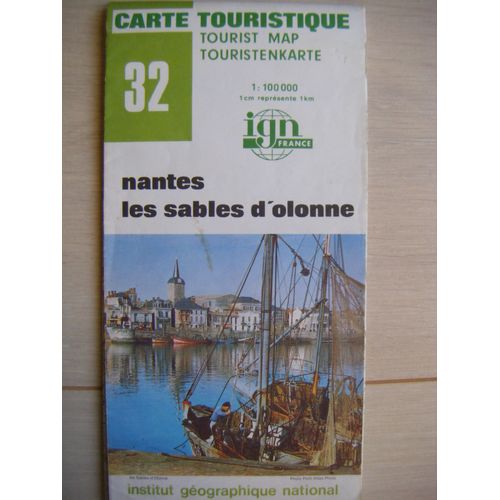 CARTE TOURISTIQUE
TOURIST MAP
TOURISTENKARTE
32
1: 100 000
1cm représente 1km
ign
FRANCE
nantes
les sables d'olonne
institut géographique national